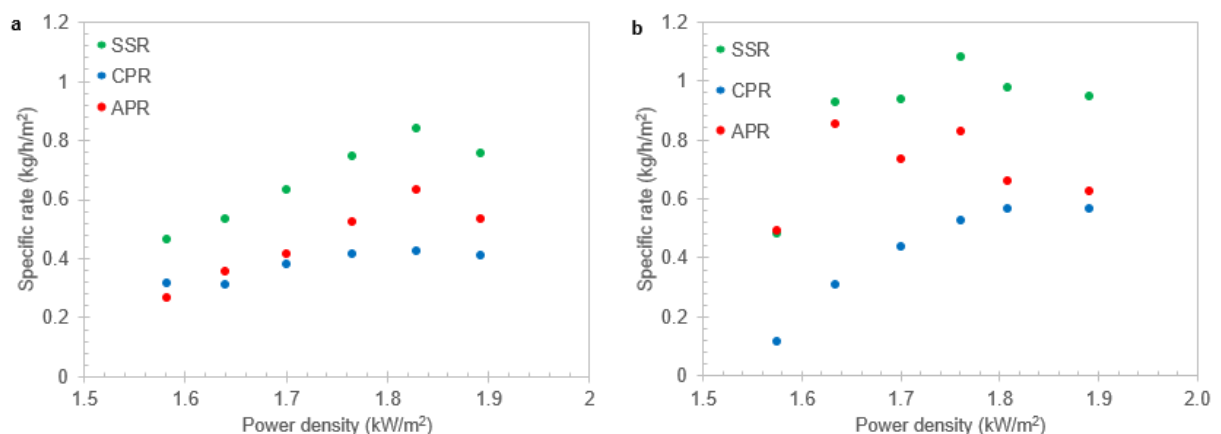 a
1.2
1
0.8
0.6
0.4
0.2
0
Specific rate (kg/h/m²)
SSR
CPR
APR
1.5 1.6 1.7 1.8 1.9 2
Power density (kW/m²)
b
1.2
1
0.8
0.6
0.4
0.2
0
Specific rate (kg/h/m²)
SSR
CPR
APR
1.5 1.6 1.7 1.8 1.9 2.0
Power density (kW/m²)